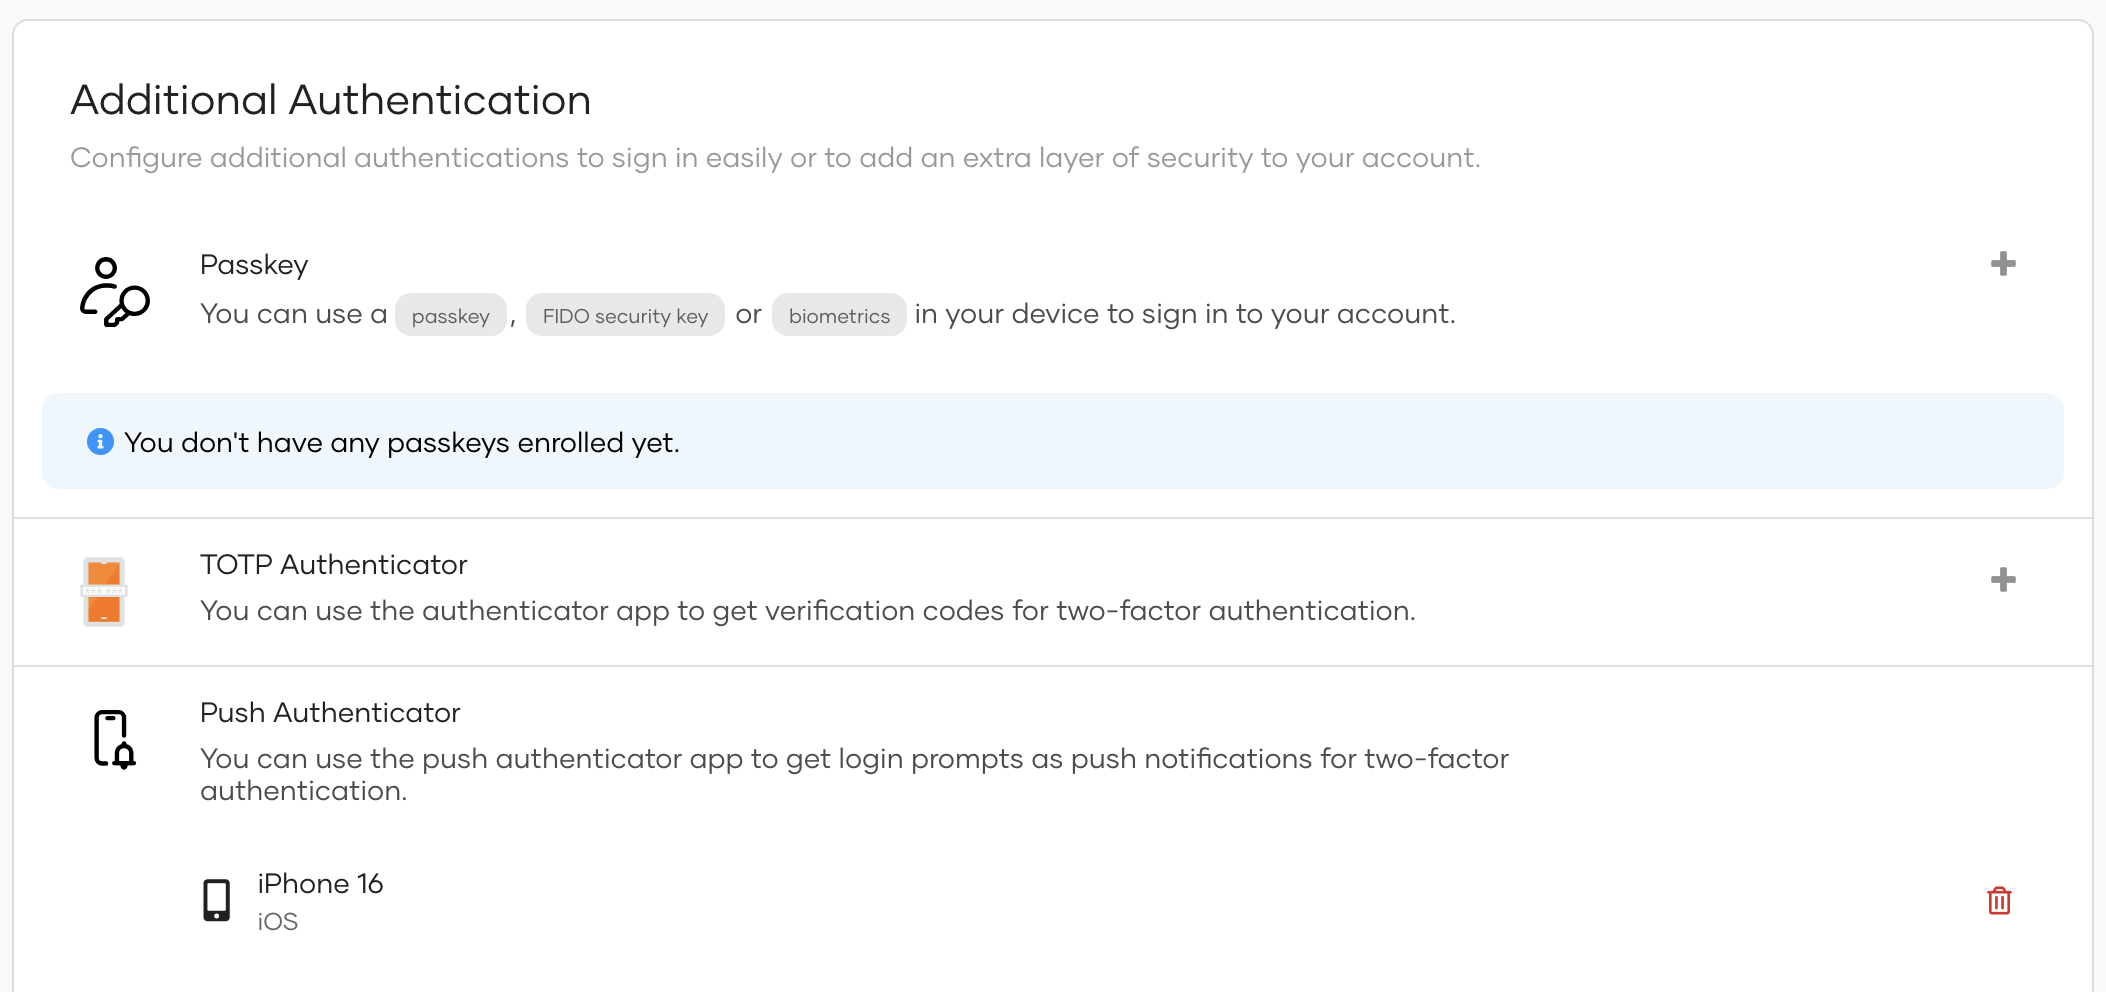 Additional Authentication
Configure additional authentications to sign in easily or to add an extra layer of security to your account.
Passkey
You can use a passkey, FIDO security key or biometrics in your device to sign in to your account.
You don't have any passkeys enrolled yet.
TOTP Authenticator
You can use the authenticator app to get verification codes for two-factor authentication.
Push Authenticator
You can use the push authenticator app to get login prompts as push notifications for two-factor
authentication.
iPhone 16
iOS